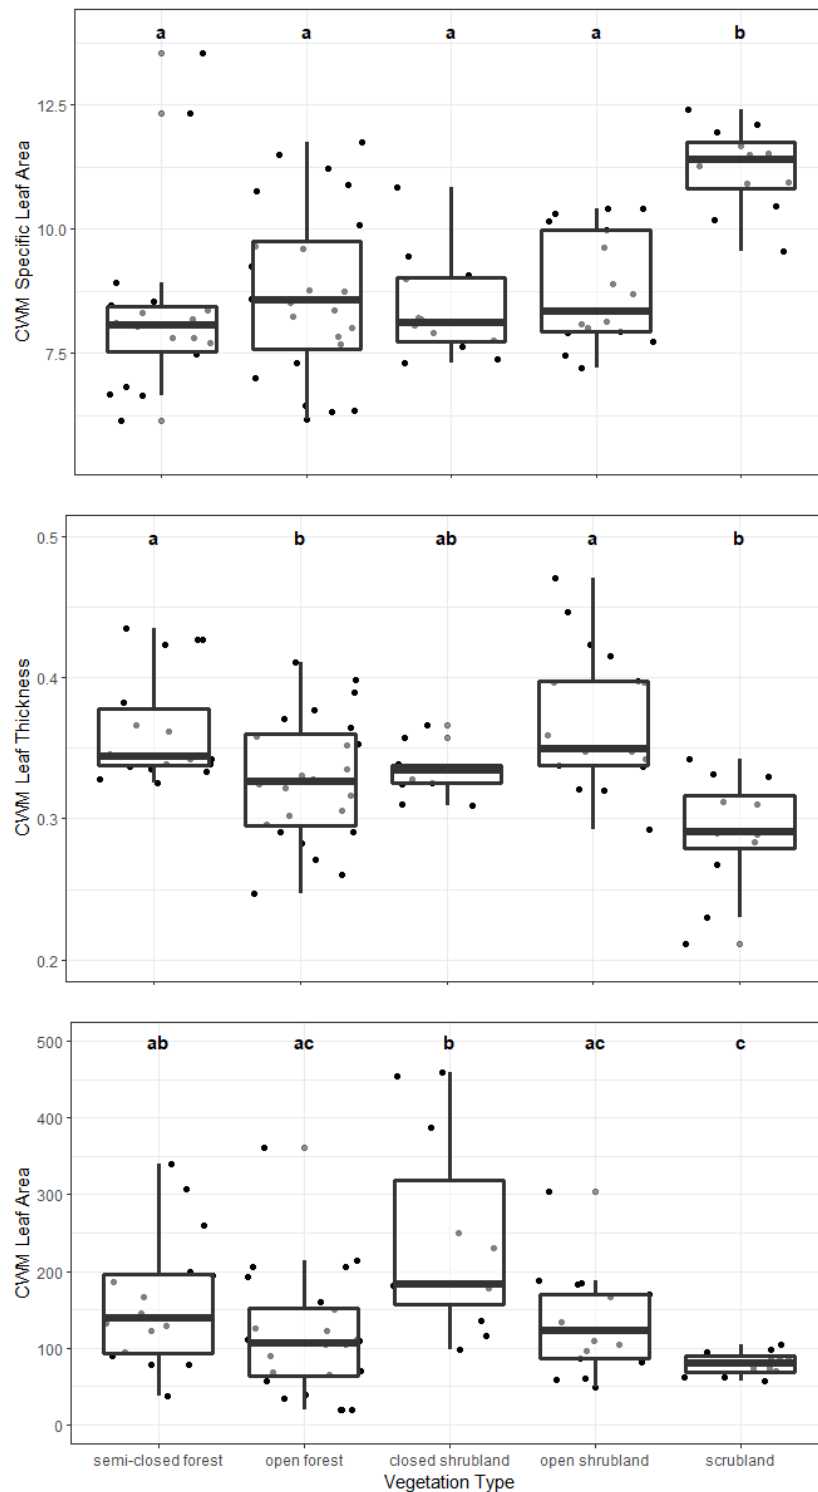 a a a a b
12.5
10.0
7.5
CWM Specific Leaf Area
a b ab a b
0.5
0.4
0.3
0.2
CWM Leaf Thickness
ab ac b ac c
500
400
300
200
100
0
CWM Leaf Area
semi-closed forest open forest closed shrubland open shrubland scrubland
Vegetation Type